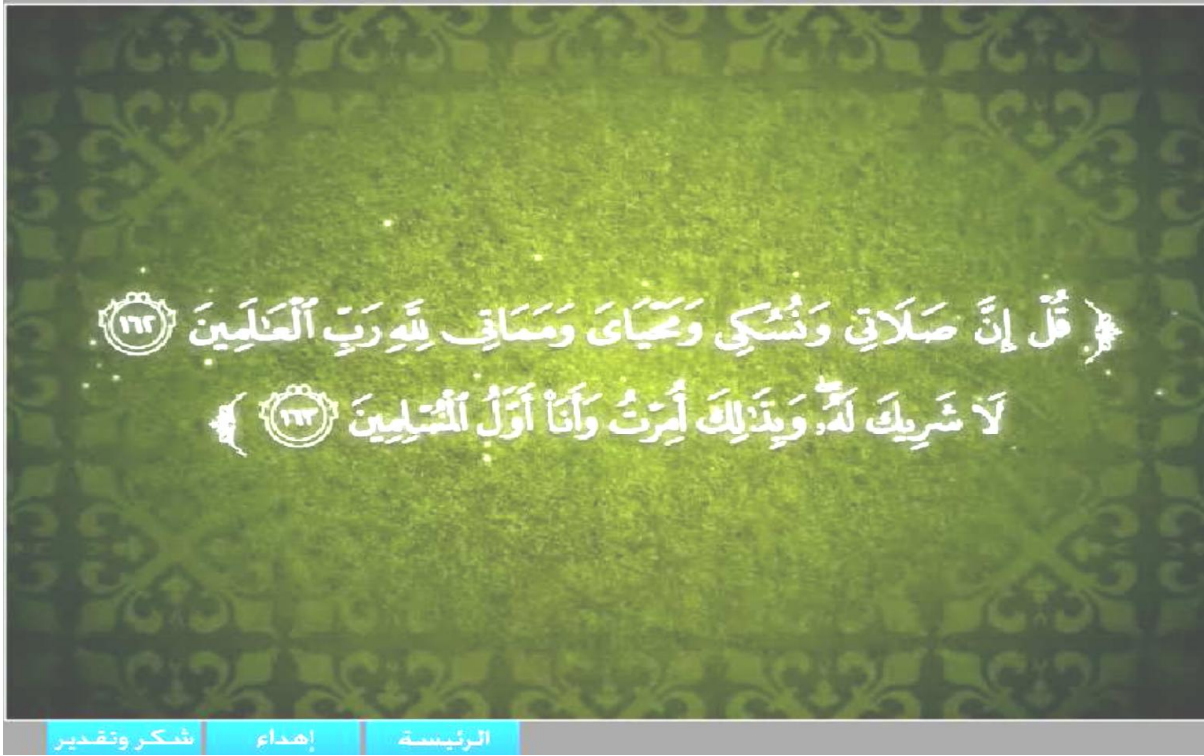 ﴿ قُلْ إِنَّ صَلَاتِي وَنُسُكِي وَمَحْيَايَ وَمَمَاتِي لِلَّهِ رَبِّ ٱلْعَـٰلَمِينَ ١٦٢
لَا شَرِيكَ لَهُۥ ۖ وَبِذَٰلِكَ أُمِرْتُ وَأَنَا۠ أَوَّلُ ٱلْمُسْلِمِينَ ١٦٣ ﴾
الرئيسة إهداء شكر وتقدير